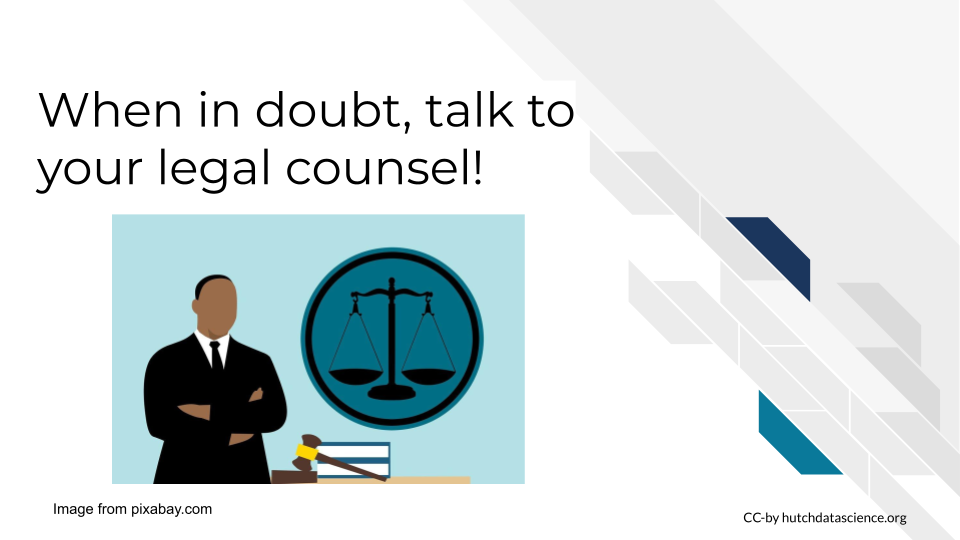 When in doubt, talk to
your legal counsel!
Image from pixabay.com
CC-by hutchdatascience.org